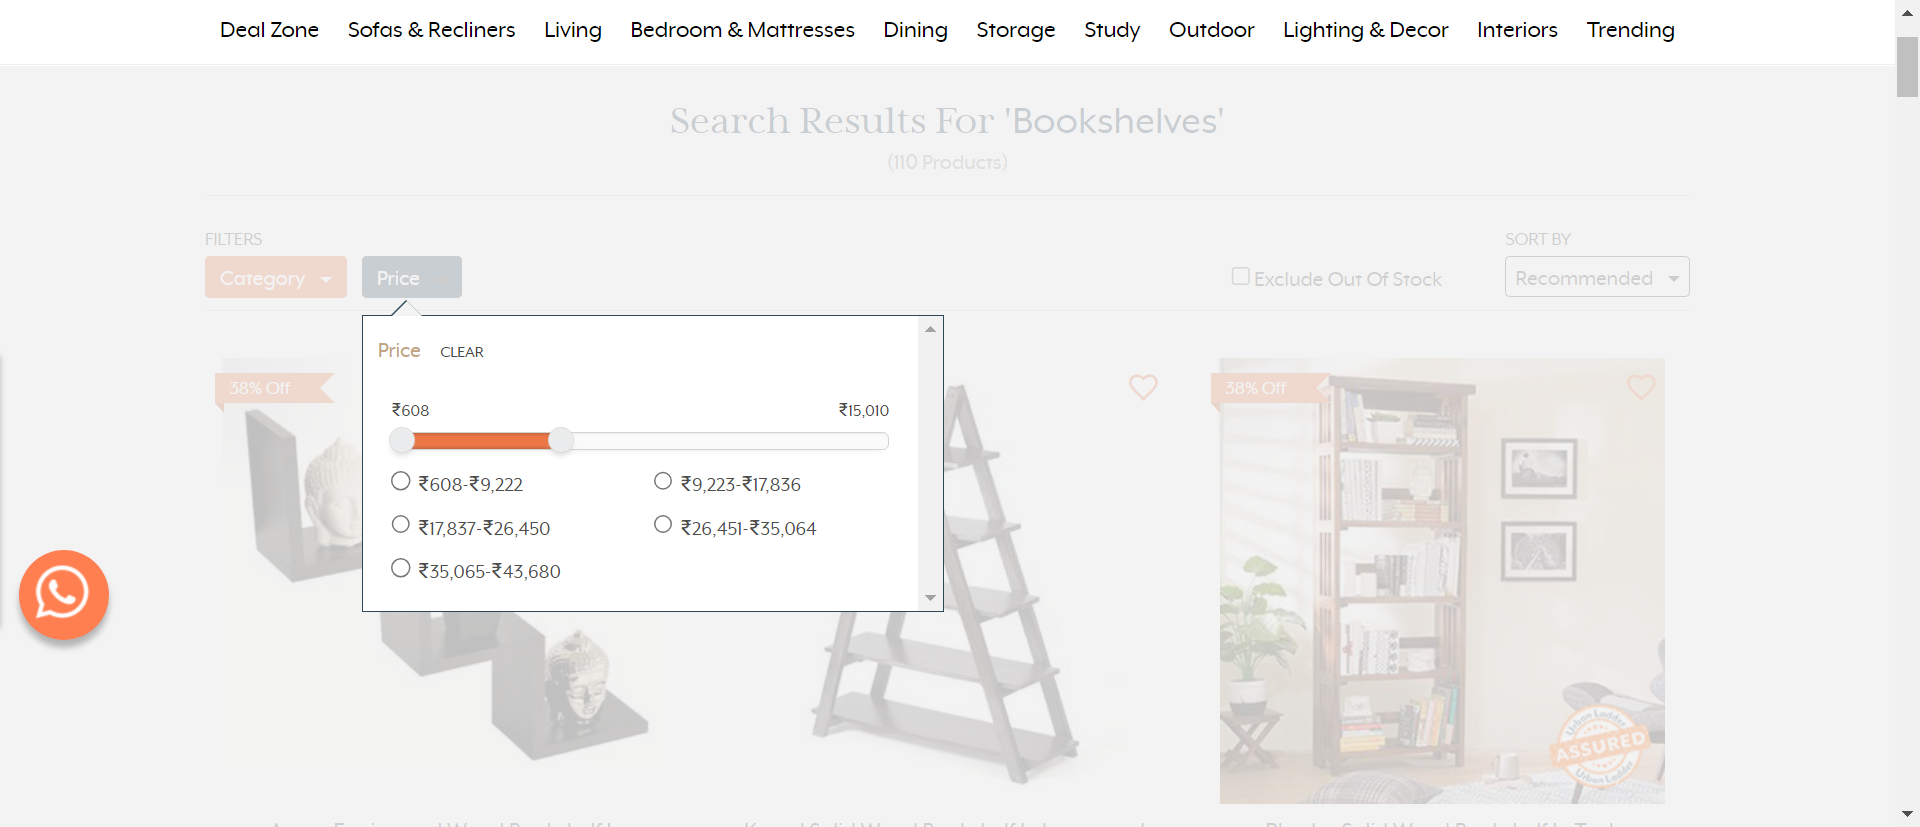 Deal Zone Sofas & Recliners Living Bedroom & Mattresses Dining Storage Study Outdoor Lighting & Decor Interiors Trending
Search Results For 'Bookshelves'
(110 Products)
FILTERS
SORT BY
Category
Price
Exclude Out Of Stock
Recommended
Price CLEAR
₹608
₹15,010
₹608-₹9,222
₹9,223-₹17,836
₹17,837-₹26,450
₹26,451-₹35,064
₹35,065-₹43,680
38% Off
38% Off
Urban Ladder
ASSURED
Urban Ladder